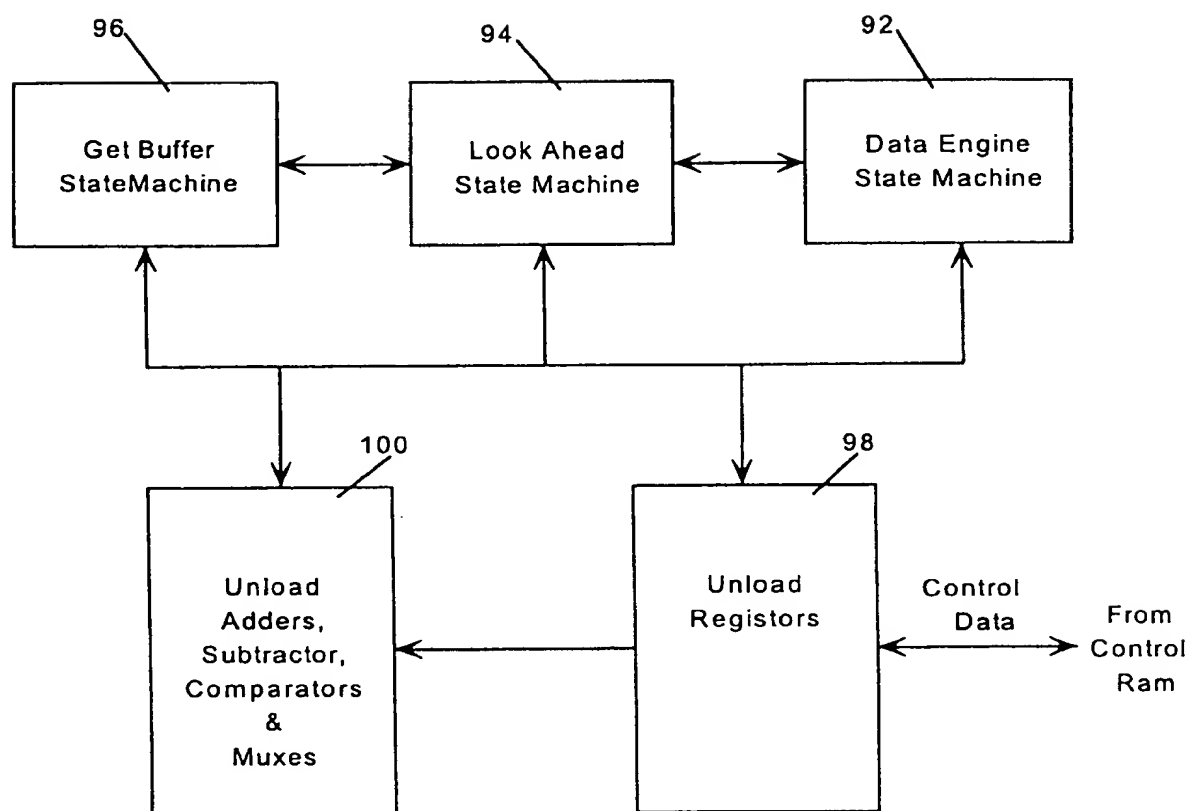 96
94
92
Get Buffer
StateMachine
Look Ahead
State Machine
Data Engine
State Machine
100
98
Unload
Adders,
Subtractor,
Comparators
&
Muxes
Unload
Registors
Control
Data
From
Control
Ram